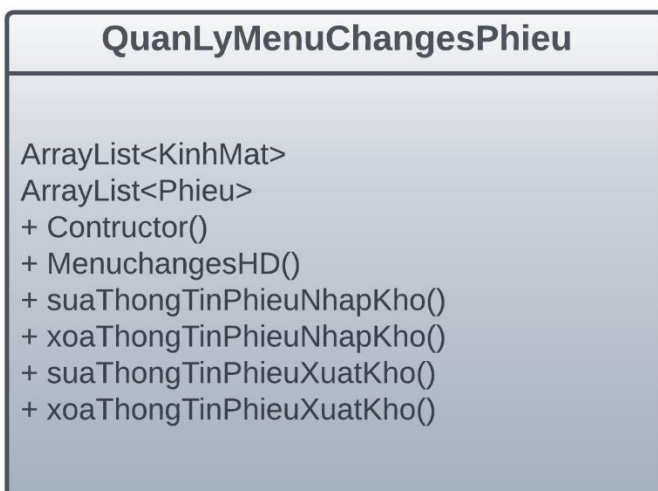 QuanLyMenuChangesPhieu
ArrayList<KinhMat>
ArrayList<Phieu>
+ Contructor()
+ MenuchangesHD()
+ suaThongTinPhieuNhapKho()
+ xoaThongTinPhieuNhapKho()
+ suaThongTinPhieuXuatKho()
+ xoaThongTinPhieuXuatKho()